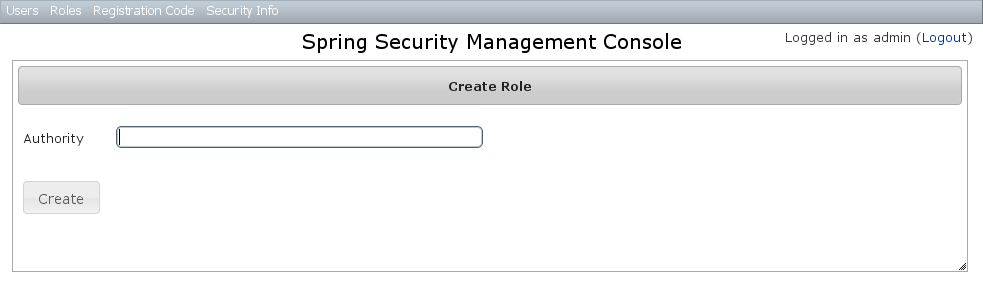 Users Roles Registration Code Security Info
Spring Security Management Console
Logged in as admin (Logout)
Create Role
Authority
Create